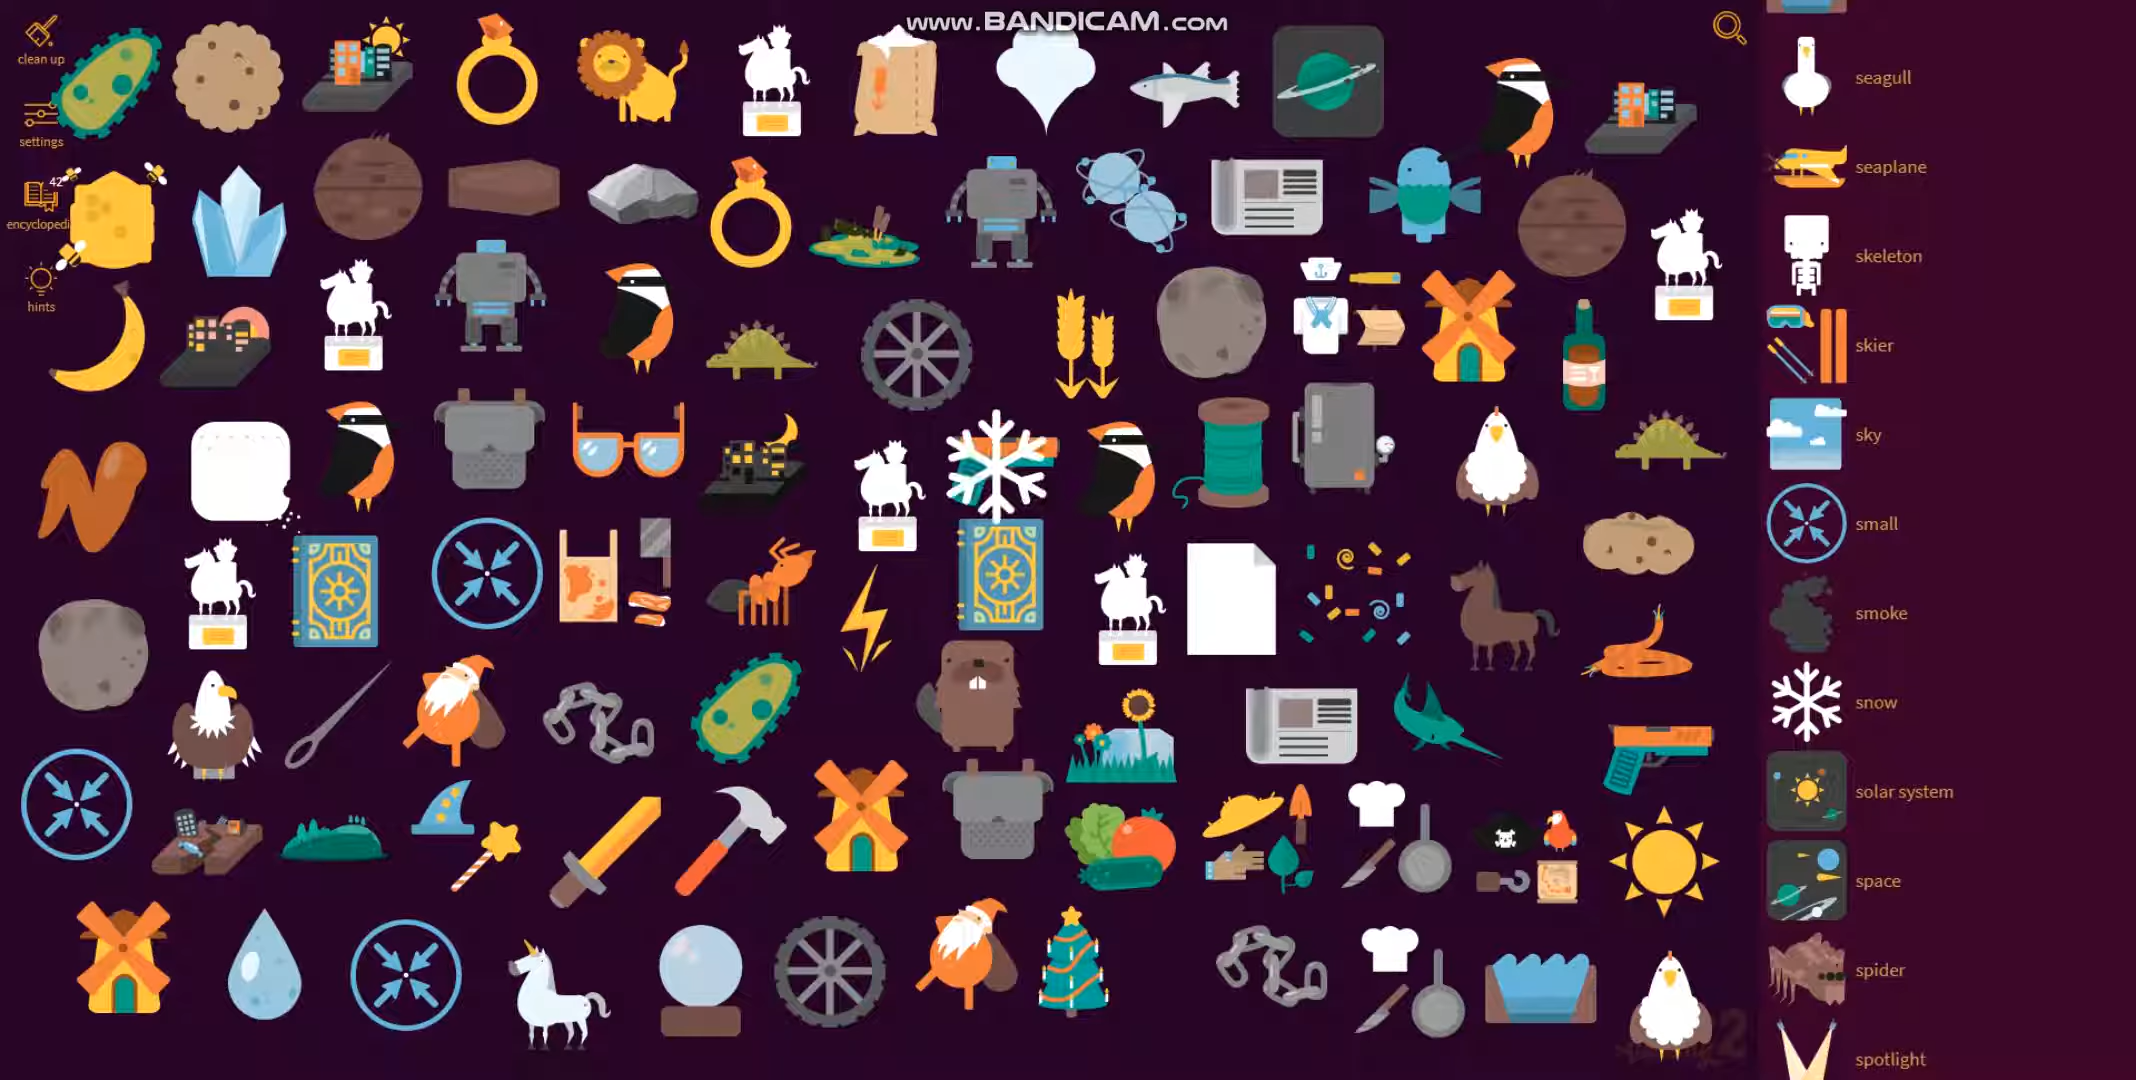 www.BANDICAM.com
clean up
settings
42
encyclopedi
hints
seagull
seaplane
skeleton
skier
sky
small
smoke
snow
solar system
space
spider
spotlight